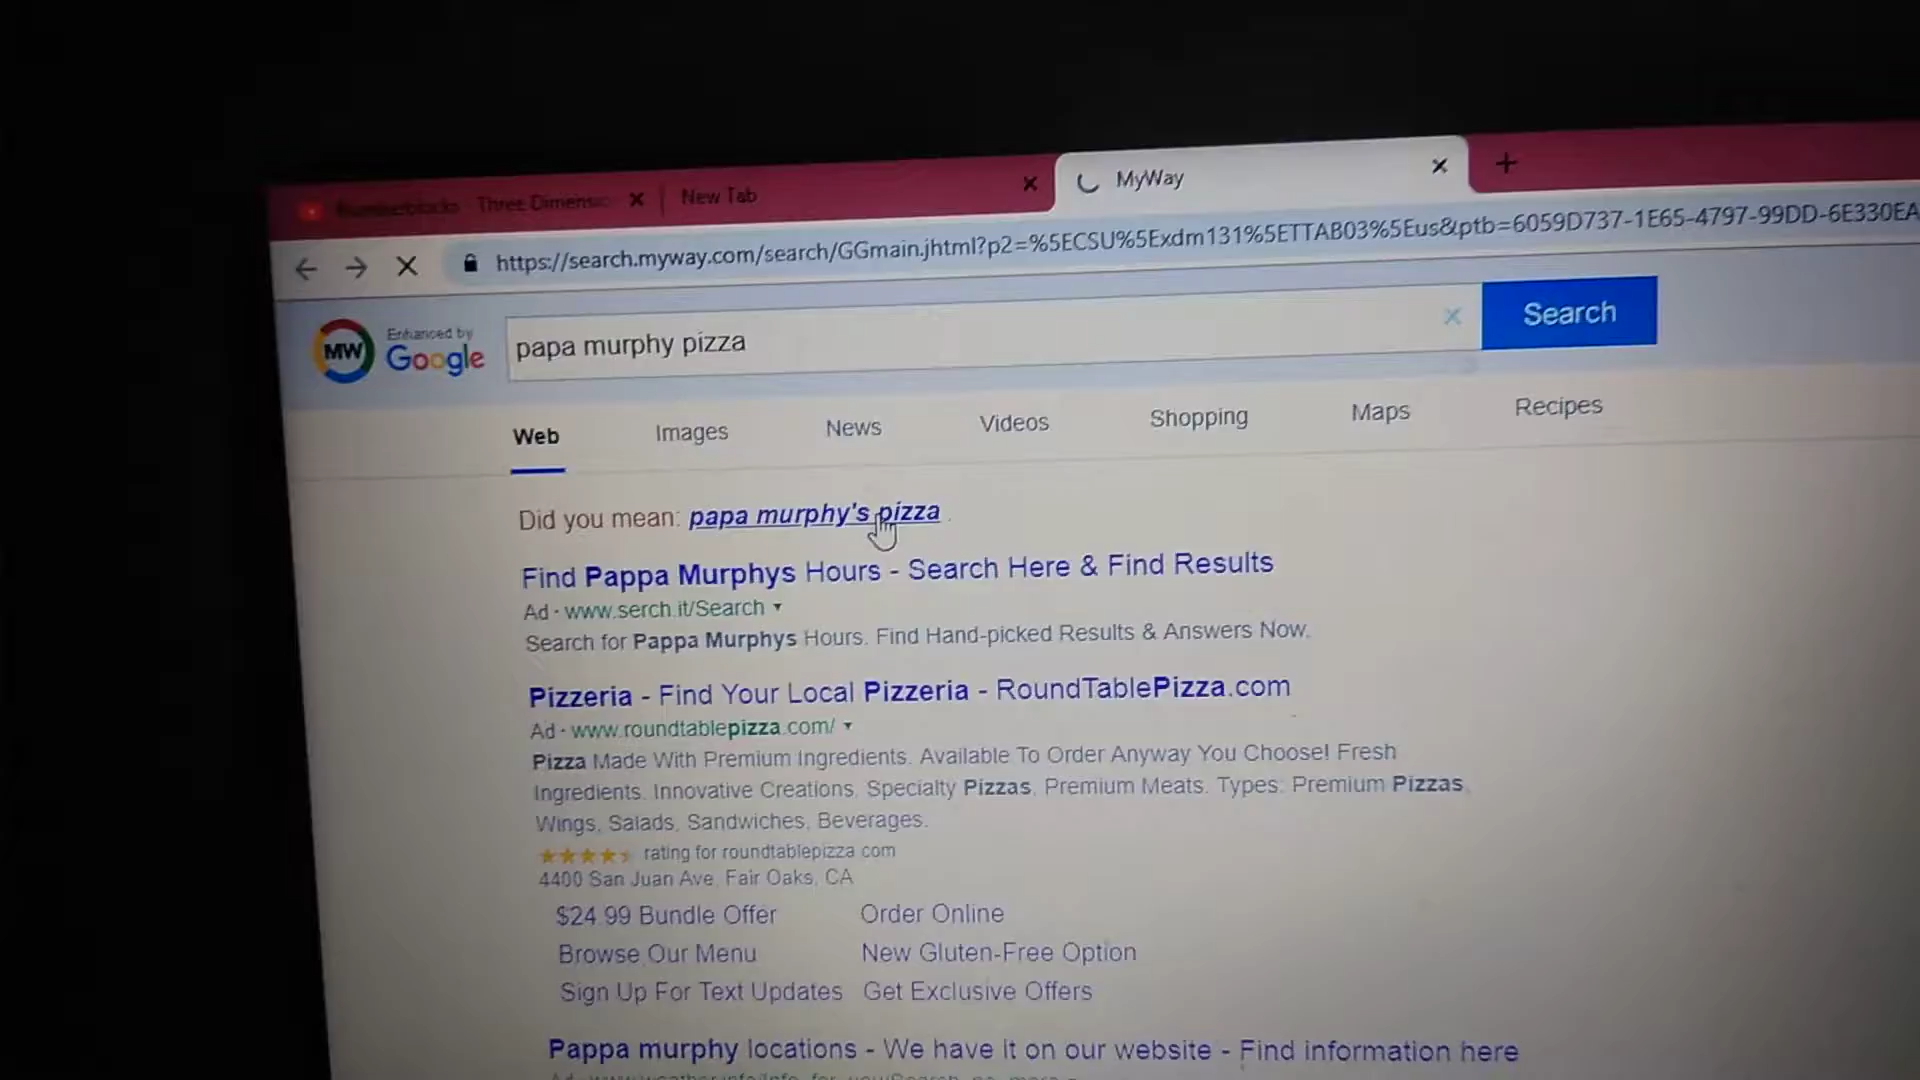 Three Dimensic
New Tab
MyWay
https://search.myway.com/search/GGmain.jhtml?p2=%5ECSU%5Exdm131%5ETTAB03%5Eus&ptb=6059D737-1E65-4797-99DD-6E330EA
MW
Enhanced by
Google
papa murphy pizza
Search
Web Images News Videos Shopping Maps Recipes
Did you mean: papa murphy's pizza
Find Pappa Murphys Hours - Search Here & Find Results
Ad · www.serch.it/Search
Search for Pappa Murphys Hours. Find Hand-picked Results & Answers Now.
Pizzeria - Find Your Local Pizzeria - RoundTablePizza.com
Ad · www.roundtablepizza.com/
Pizza Made With Premium Ingredients. Available To Order Anyway You Choose! Fresh
Ingredients. Innovative Creations. Specialty Pizzas. Premium Meats. Types: Premium Pizzas,
Wings, Salads, Sandwiches, Beverages.
rating for roundtablepizza.com
4400 San Juan Ave, Fair Oaks, CA
$24.99 Bundle Offer Order Online
Browse Our Menu New Gluten-Free Option
Sign Up For Text Updates Get Exclusive Offers
Pappa murphy locations - We have it on our website - Find information here